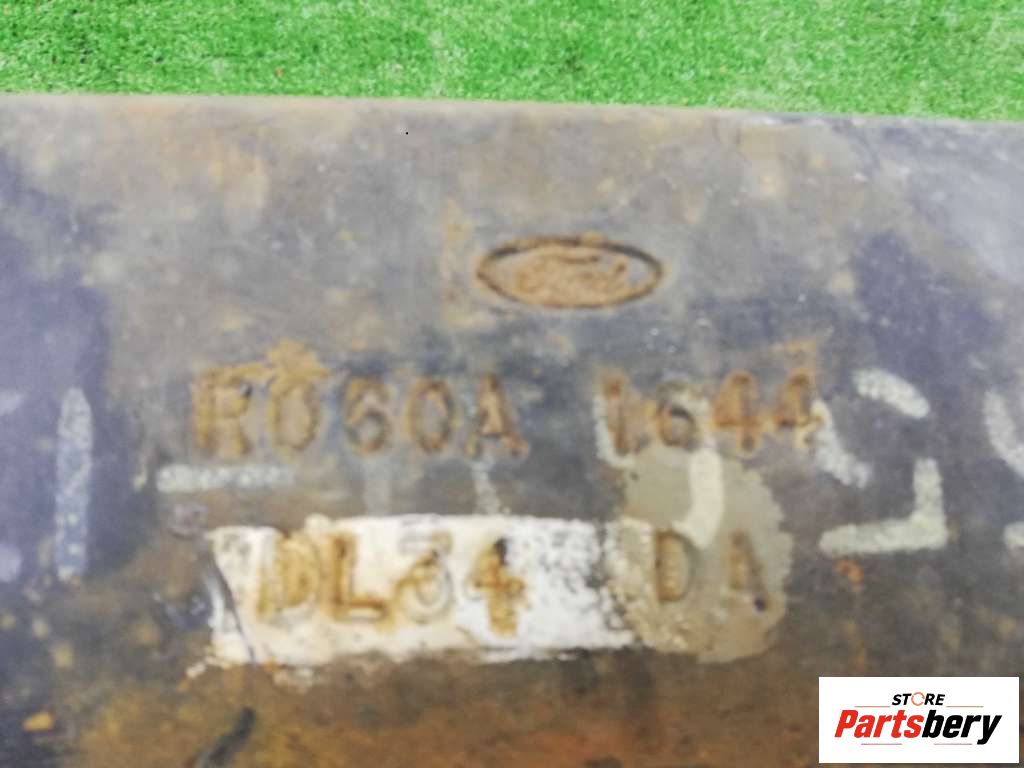 Ford
R060A 1644
DL34 DA
STORE
Partsbery